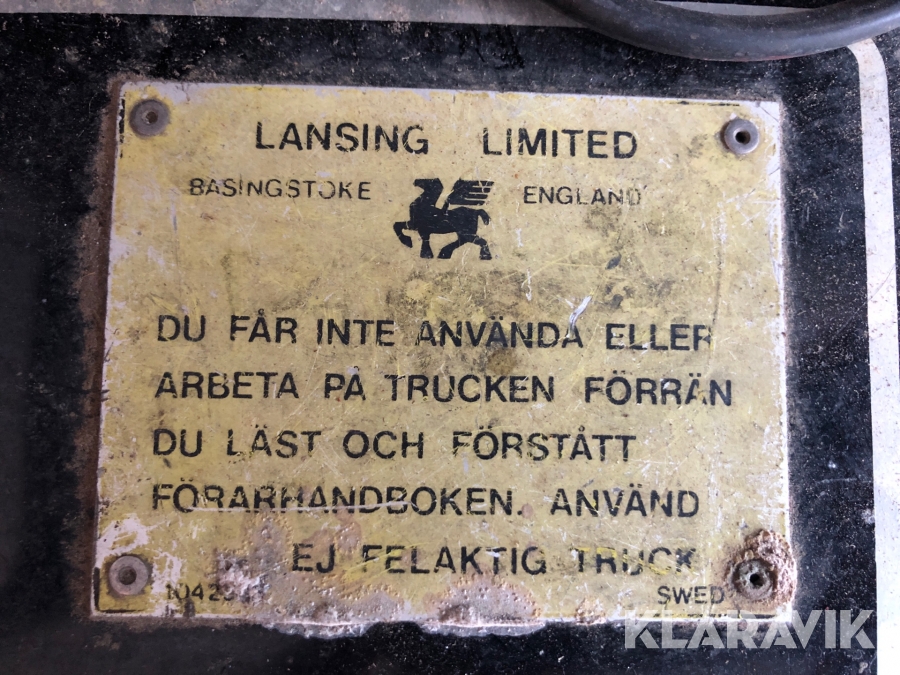 LANSING LIMITED
BASINGSTOKE ENGLAND
DU FÅR INTE ANVÄNDA ELLER
ARBETA PÅ TRUCKEN FÖRRÄN
DU LÄST OCH FÖRSTÅTT
FÖRARHANDBOKEN. ANVÄND
EJ FELAKTIG TRUCK
SWED
KLARAVIK